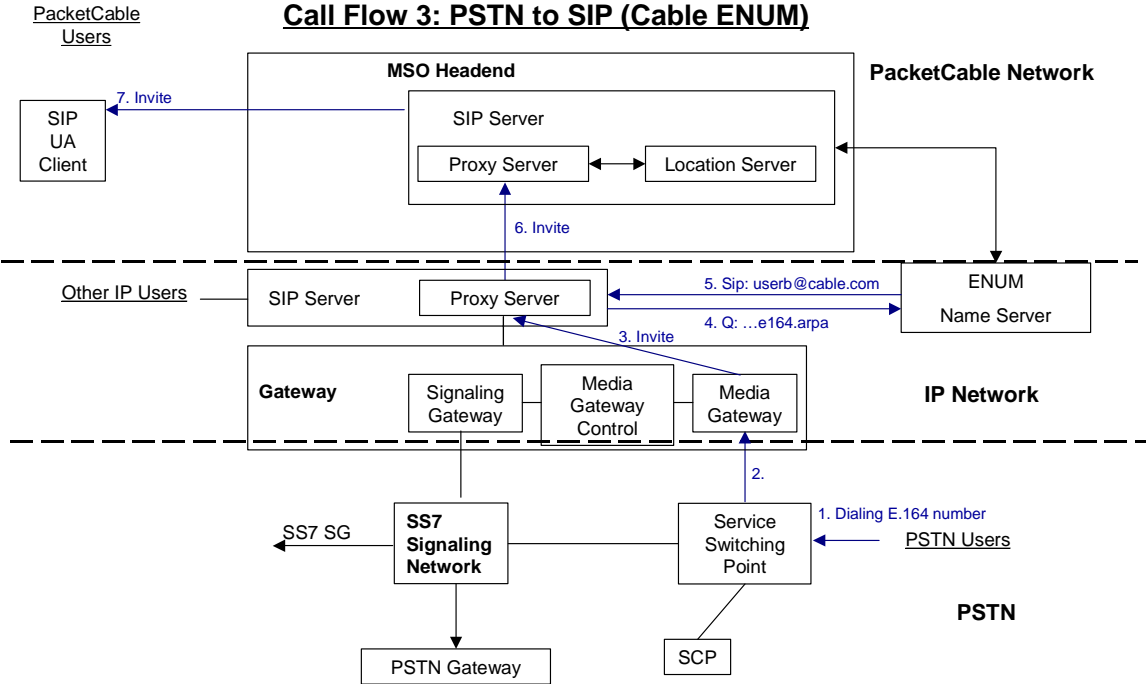 PacketCable
Users
Call Flow 3: PSTN to SIP (Cable ENUM)
MSO Headend
PacketCable Network
7. Invite
SIP
UA
Client
SIP Server
Proxy Server
Location Server
6. Invite
Other IP Users
SIP Server
Proxy Server
5. Sip: userb@cable.com
4. Q: …e164.arpa
ENUM
Name Server
3. Invite
Gateway
Signaling
Gateway
Media
Gateway
Control
Media
Gateway
IP Network
2.
1. Dialing E.164 number
PSTN Users
SS7 SG
SS7
Signaling
Network
Service
Switching
Point
PSTN
PSTN Gateway
SCP